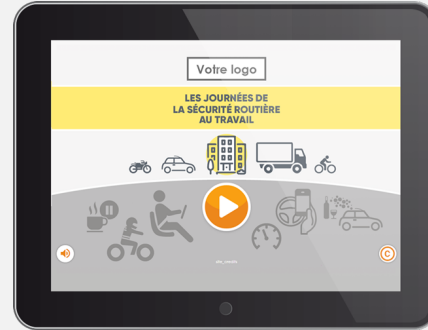 Votre logo
LES JOURNÉES DE
LA SÉCURITÉ ROUTIÈRE
AU TRAVAIL
C